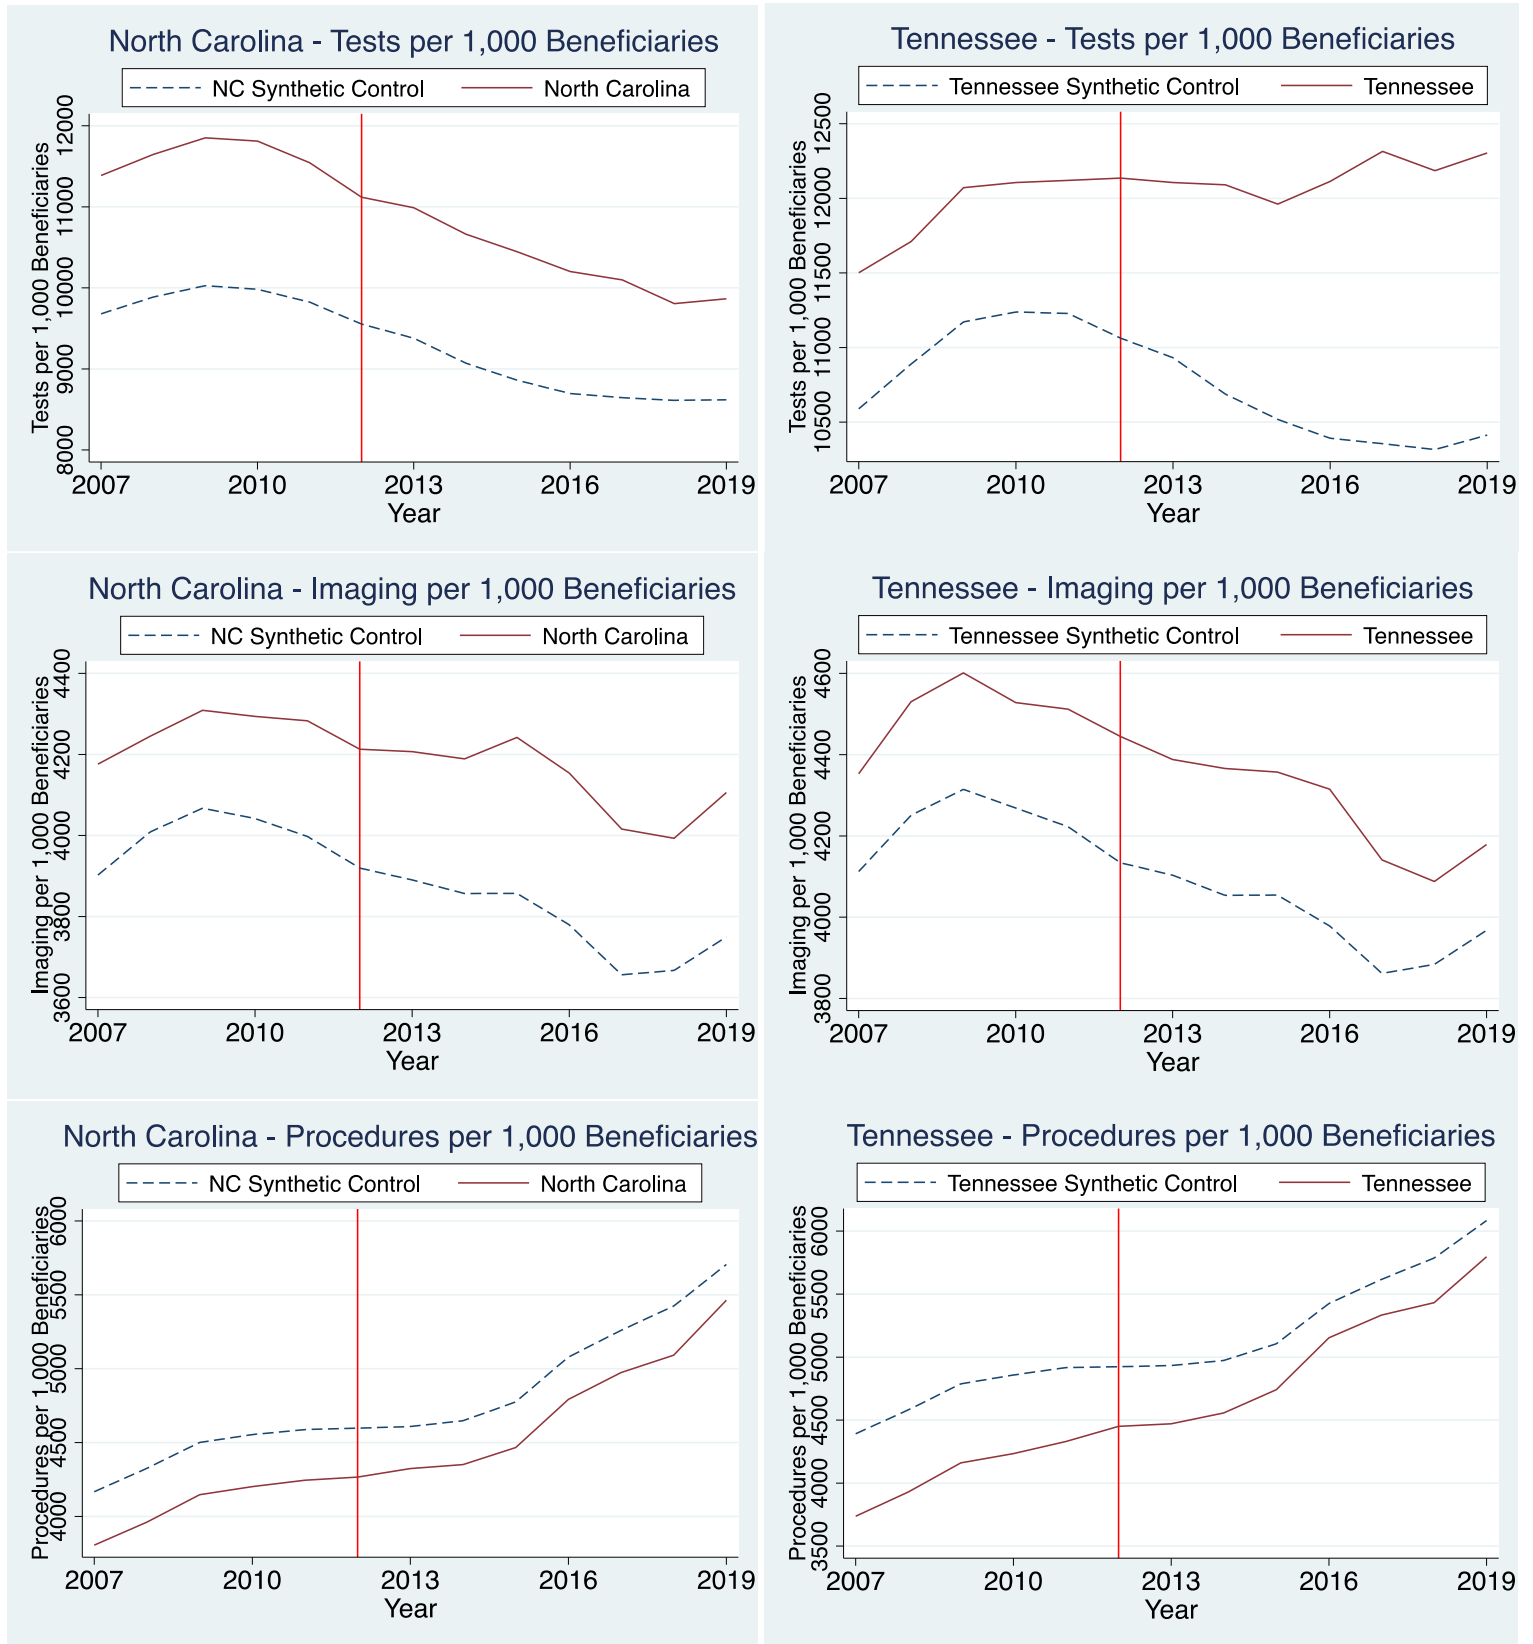 North Carolina - Tests per 1,000 Beneficiaries
NC Synthetic Control
North Carolina
Tests per 1,000 Beneficiaries
12000
11000
10000
9000
8000
2007
2010
2013
2016
2019
Year
Tennessee - Tests per 1,000 Beneficiaries
Tennessee Synthetic Control
Tennessee
Tests per 1,000 Beneficiaries
12500
12000
11500
11000
10500
2007
2010
2013
2016
2019
Year
North Carolina - Imaging per 1,000 Beneficiaries
NC Synthetic Control
North Carolina
Imaging per 1,000 Beneficiaries
4400
4200
4000
3800
3600
2007
2010
2013
2016
2019
Year
Tennessee - Imaging per 1,000 Beneficiaries
Tennessee Synthetic Control
Tennessee
Imaging per 1,000 Beneficiaries
4600
4400
4200
4000
3800
2007
2010
2013
2016
2019
Year
North Carolina - Procedures per 1,000 Beneficiaries
NC Synthetic Control
North Carolina
Procedures per 1,000 Beneficiaries
6000
5500
5000
4500
4000
2007
2010
2013
2016
2019
Year
Tennessee - Procedures per 1,000 Beneficiaries
Tennessee Synthetic Control
Tennessee
Procedures per 1,000 Beneficiaries
6000
5500
5000
4500
4000
3500
2007
2010
2013
2016
2019
Year